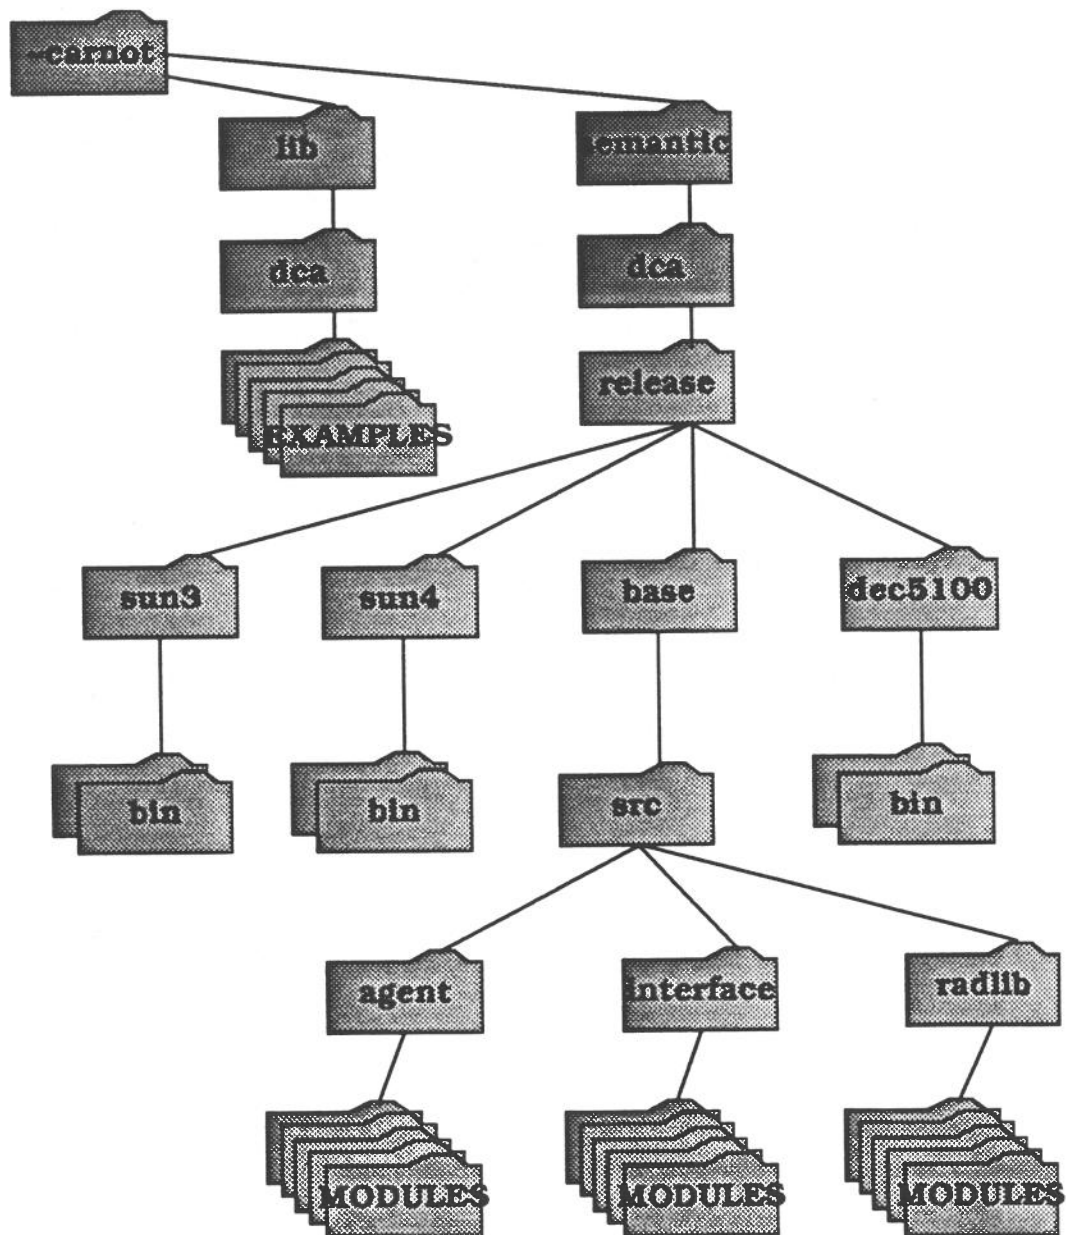 ~carnot
lib
semantic
dca
dca
release
EXAMPLES
sun3
sun4
base
dec5100
bin
bin
src
bin
agent
interface
radlib
MODULES
MODULES
MODULES